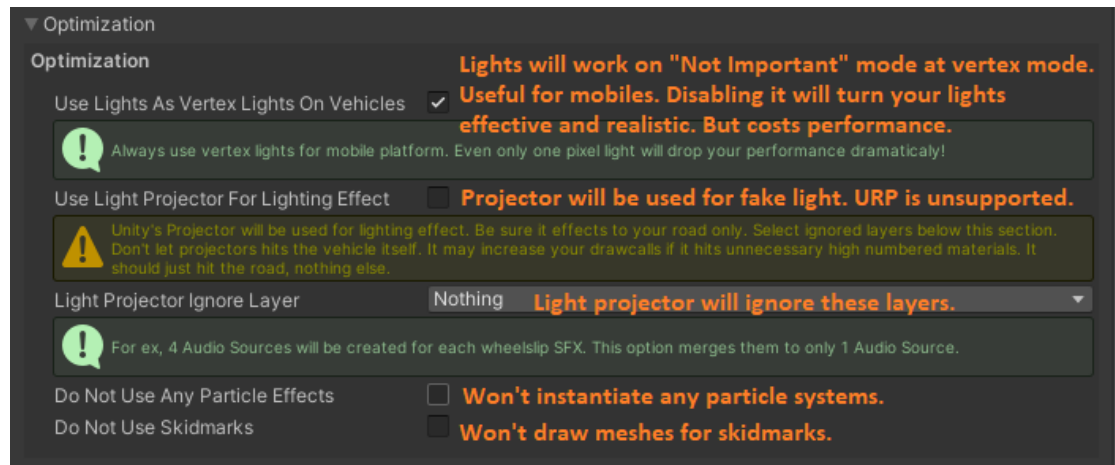 Optimization
Optimization
Lights will work on "Not Important" mode at vertex mode.
Use Lights As Vertex Lights On Vehicles
Useful for mobiles. Disabling it will turn your lights
effective and realistic. But costs performance.
Always use vertex lights for mobile platform. Even only one pixel light will drop your performance dramaticaly!
Use Light Projector For Lighting Effect
Projector will be used for fake light. URP is unsupported.
Unity's Projector will be used for lighting effect. Be sure it effects to your road only. Select ignored layers below this section.
Don't let projectors hits the vehicle itself. It may increase your drawcalls if it hits unnecessary high numbered materials. It
should just hit the road, nothing else.
Light Projector Ignore Layer
Nothing
Light projector will ignore these layers.
For ex, 4 Audio Sources will be created for each wheelslip SFX. This option merges them to only 1 Audio Source.
Do Not Use Any Particle Effects
Won't instantiate any particle systems.
Do Not Use Skidmarks
Won't draw meshes for skidmarks.